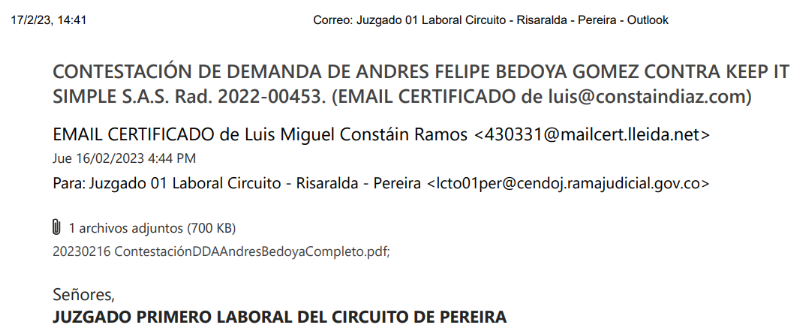 17/2/23, 14:41 Correo: Juzgado 01 Laboral Circuito - Risaralda - Pereira - Outlook
CONTESTACIÓN DE DEMANDA DE ANDRES FELIPE BEDOYA GOMEZ CONTRA KEEP IT
SIMPLE S.A.S. Rad. 2022-00453. (EMAIL CERTIFICADO de luis@constaindiaz.com)
EMAIL CERTIFICADO de Luis Miguel Constáin Ramos <430331@mailcert.lleida.net>
Jue 16/02/2023 4:44 PM
Para: Juzgado 01 Laboral Circuito - Risaralda - Pereira <lcto01per@cendoj.ramajudicial.gov.co>
1 archivos adjuntos (700 KB)
20230216 ContestaciónDDAAndresBedoyaCompleto.pdf;
Señores,
JUZGADO PRIMERO LABORAL DEL CIRCUITO DE PEREIRA